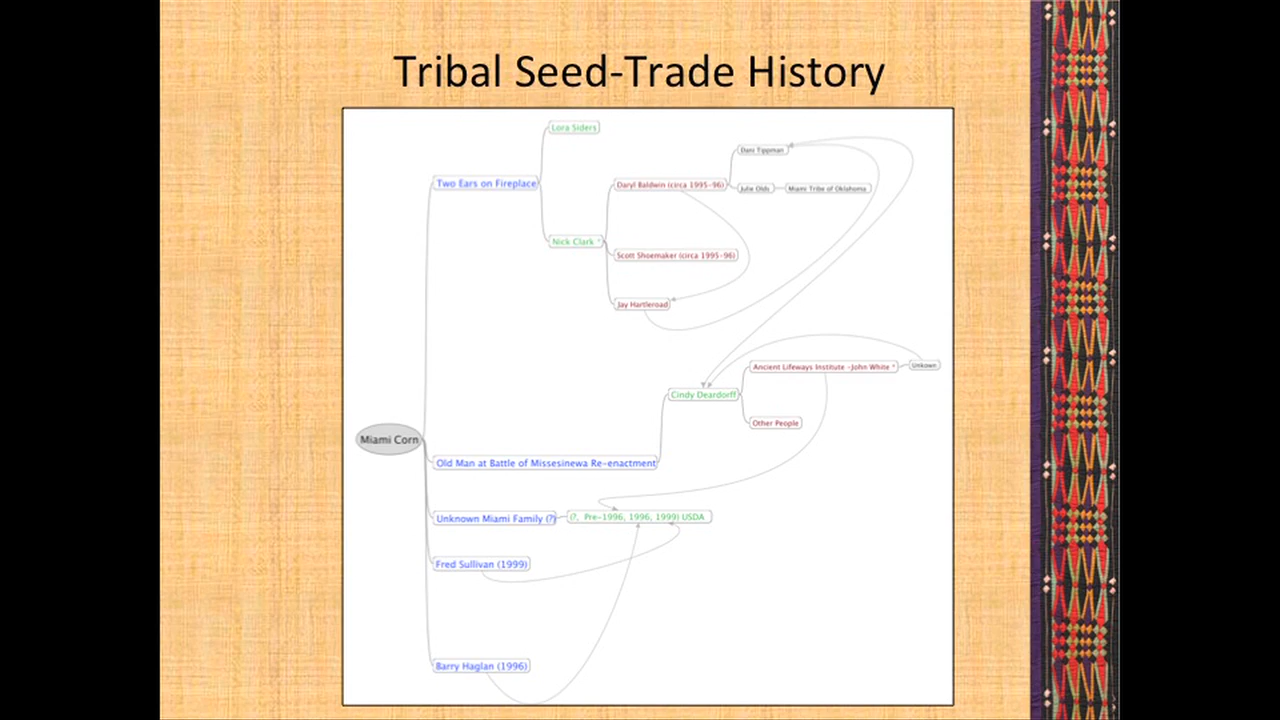 Tribal Seed-Trade History
Lora Siders
Dani Tippman
Two Ears on Fireplace
Daryl Baldwin (circa 1995-96)
Julie Olds
Miami Tribe of Oklahoma
Nick Clark *
Scott Shoemaker (circa 1995-96)
Jay Hartleroad
Ancient Lifeways Institute -John White *
Unkown
Cindy Deardorff
Other People
Miami Corn
Old Man at Battle of Missesinewa Re-enactment
Unknown Miami Family (?)
(?, Pre-1996, 1996, 1999) USDA
Fred Sullivan (1999)
Barry Haglan (1996)